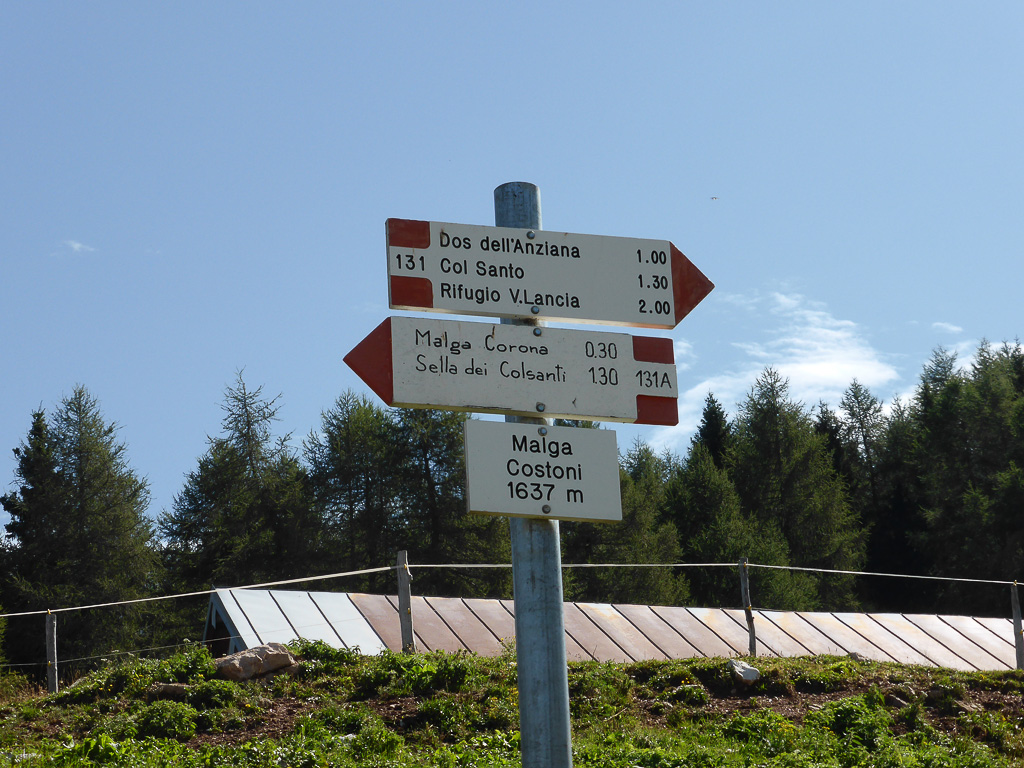 131
Dos dell'Anziana 1.00
Col Santo 1.30
Rifugio V.Lancia 2.00
Malga Corona 0.30
Sella dei Colsanti 1.30
131A
Malga
Costoni
1637 m